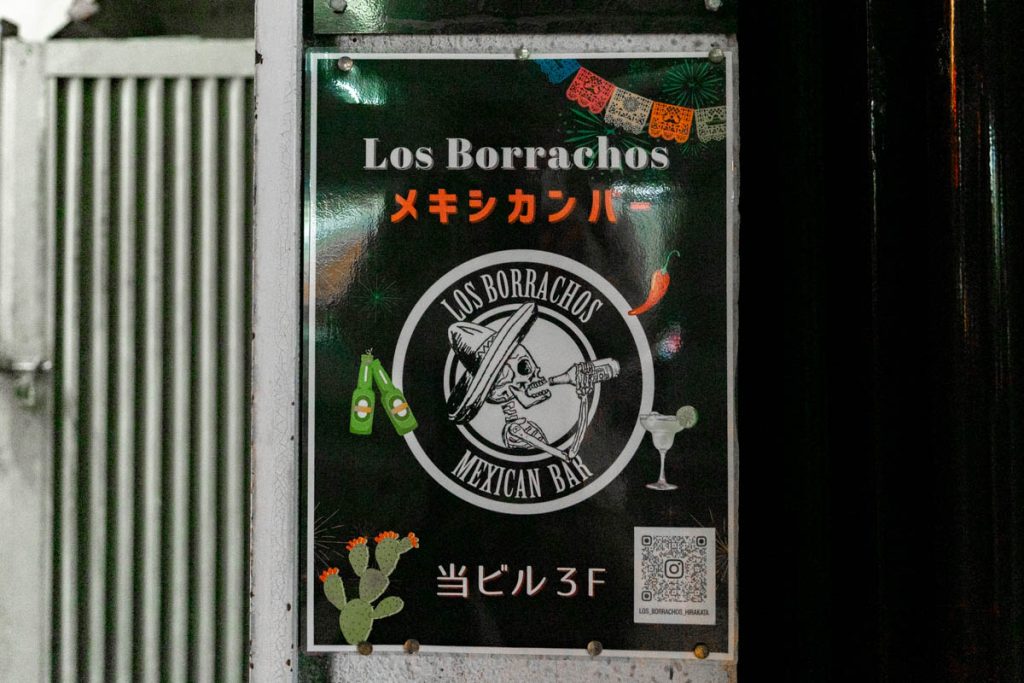 Los Borrachos
メキシカンバー
LOS BORRACHOS
MEXICAN BAR
当ビル3F
LOS_BORRACHOS_HIRAKATA